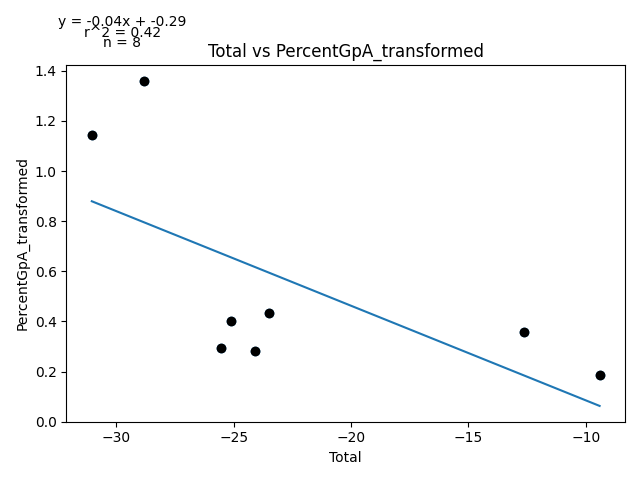 y = -0.04x + -0.29
r^2 = 0.42
n = 8
Total vs PercentGpA_transformed
PercentGpA_transformed
1.4
1.2
1.0
0.8
0.6
0.4
0.2
0.0
−30
−25
−20
−15
−10
Total